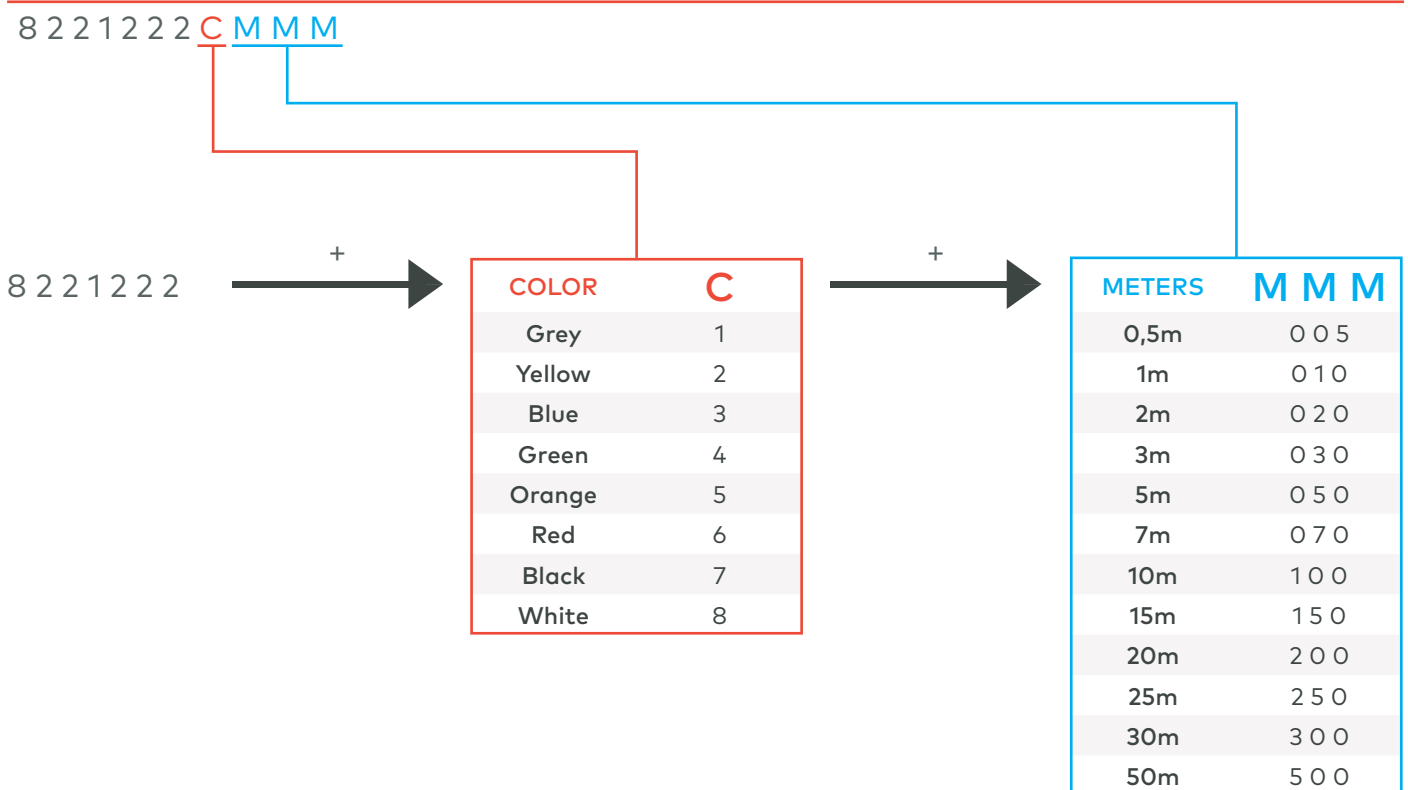 8 2 2 1 2 2 2 C M M M
+ +
8 2 2 1 2 2 2
COLOR C
Grey 1
Yellow 2
Blue 3
Green 4
Orange 5
Red 6
Black 7
White 8
METERS M M M
0,5m 0 0 5
1m 0 1 0
2m 0 2 0
3m 0 3 0
5m 0 5 0
7m 0 7 0
10m 1 0 0
15m 1 5 0
20m 2 0 0
25m 2 5 0
30m 3 0 0
50m 5 0 0